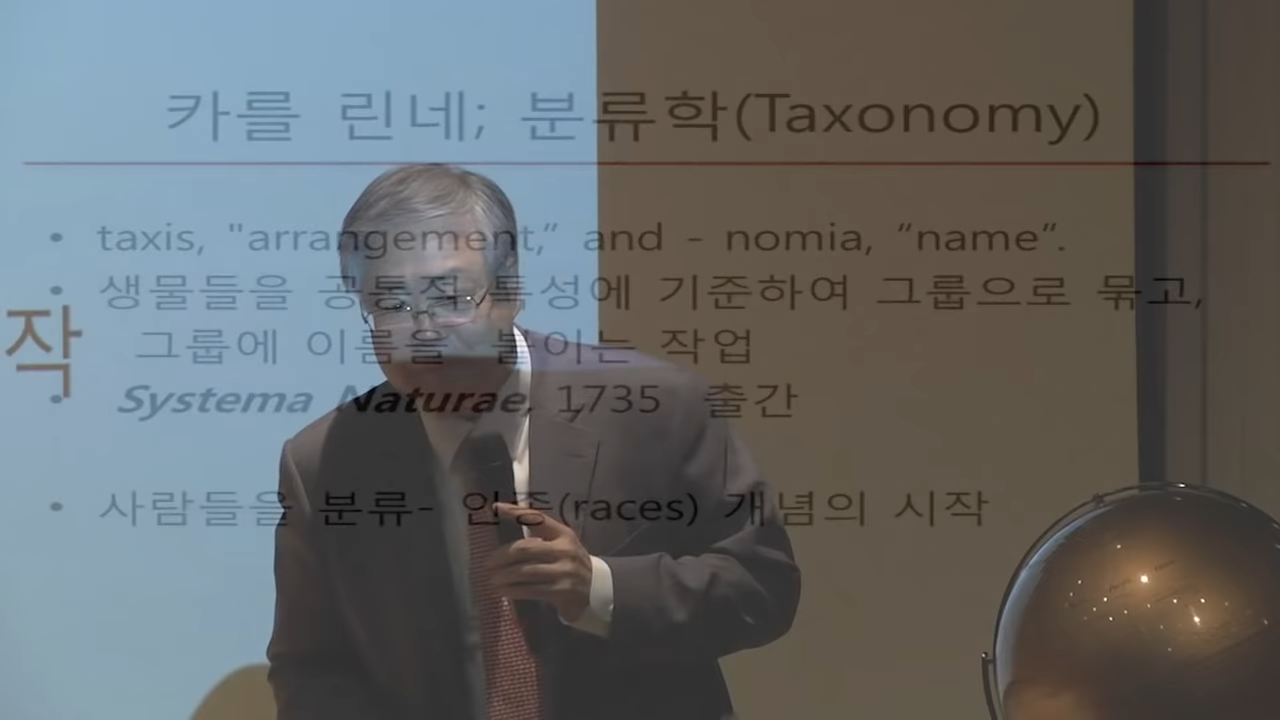 카를 린네; 분류학(Taxonomy)
• taxis, "arrangement,” and - nomia, “name”.
• 생물들을 공통적 특성에 기준하여 그룹으로 묶고,
그룹에 이름을 붙이는 작업
작
• Systema Naturae, 1735 출간
• 사람들을 분류- 인종(races) 개념의 시작